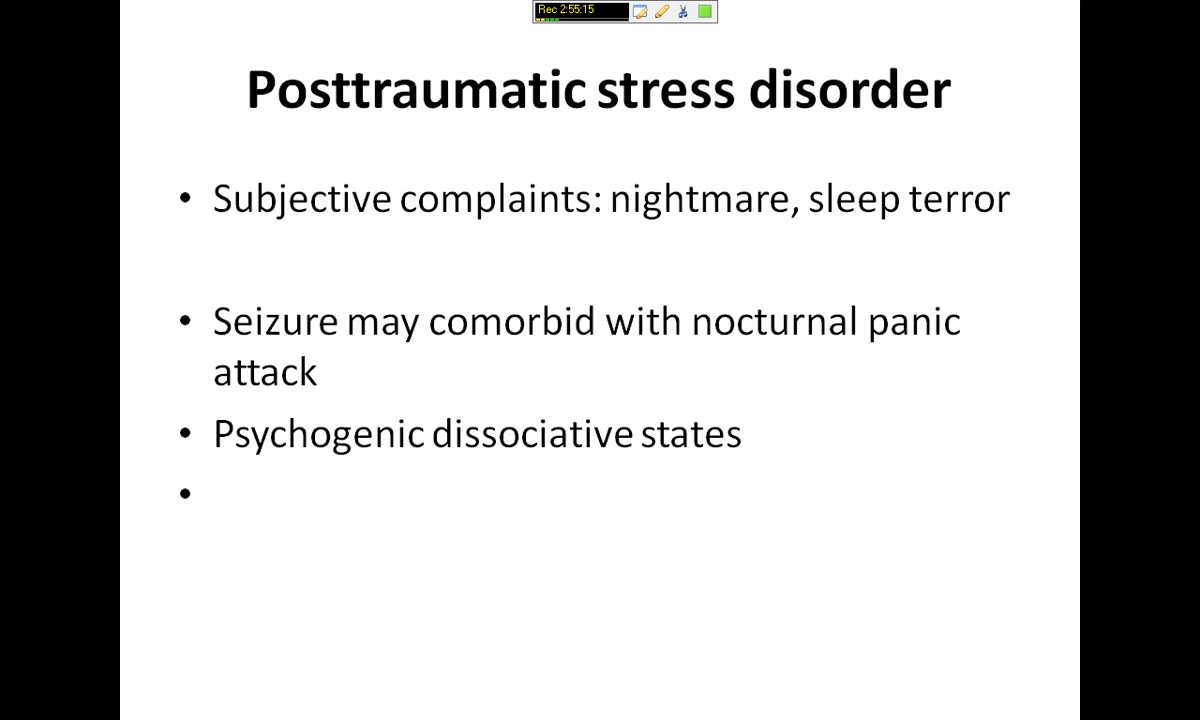 Rec 2:55:15
Posttraumatic stress disorder
• Subjective complaints: nightmare, sleep terror
• Seizure may comorbid with nocturnal panic
attack
• Psychogenic dissociative states
•